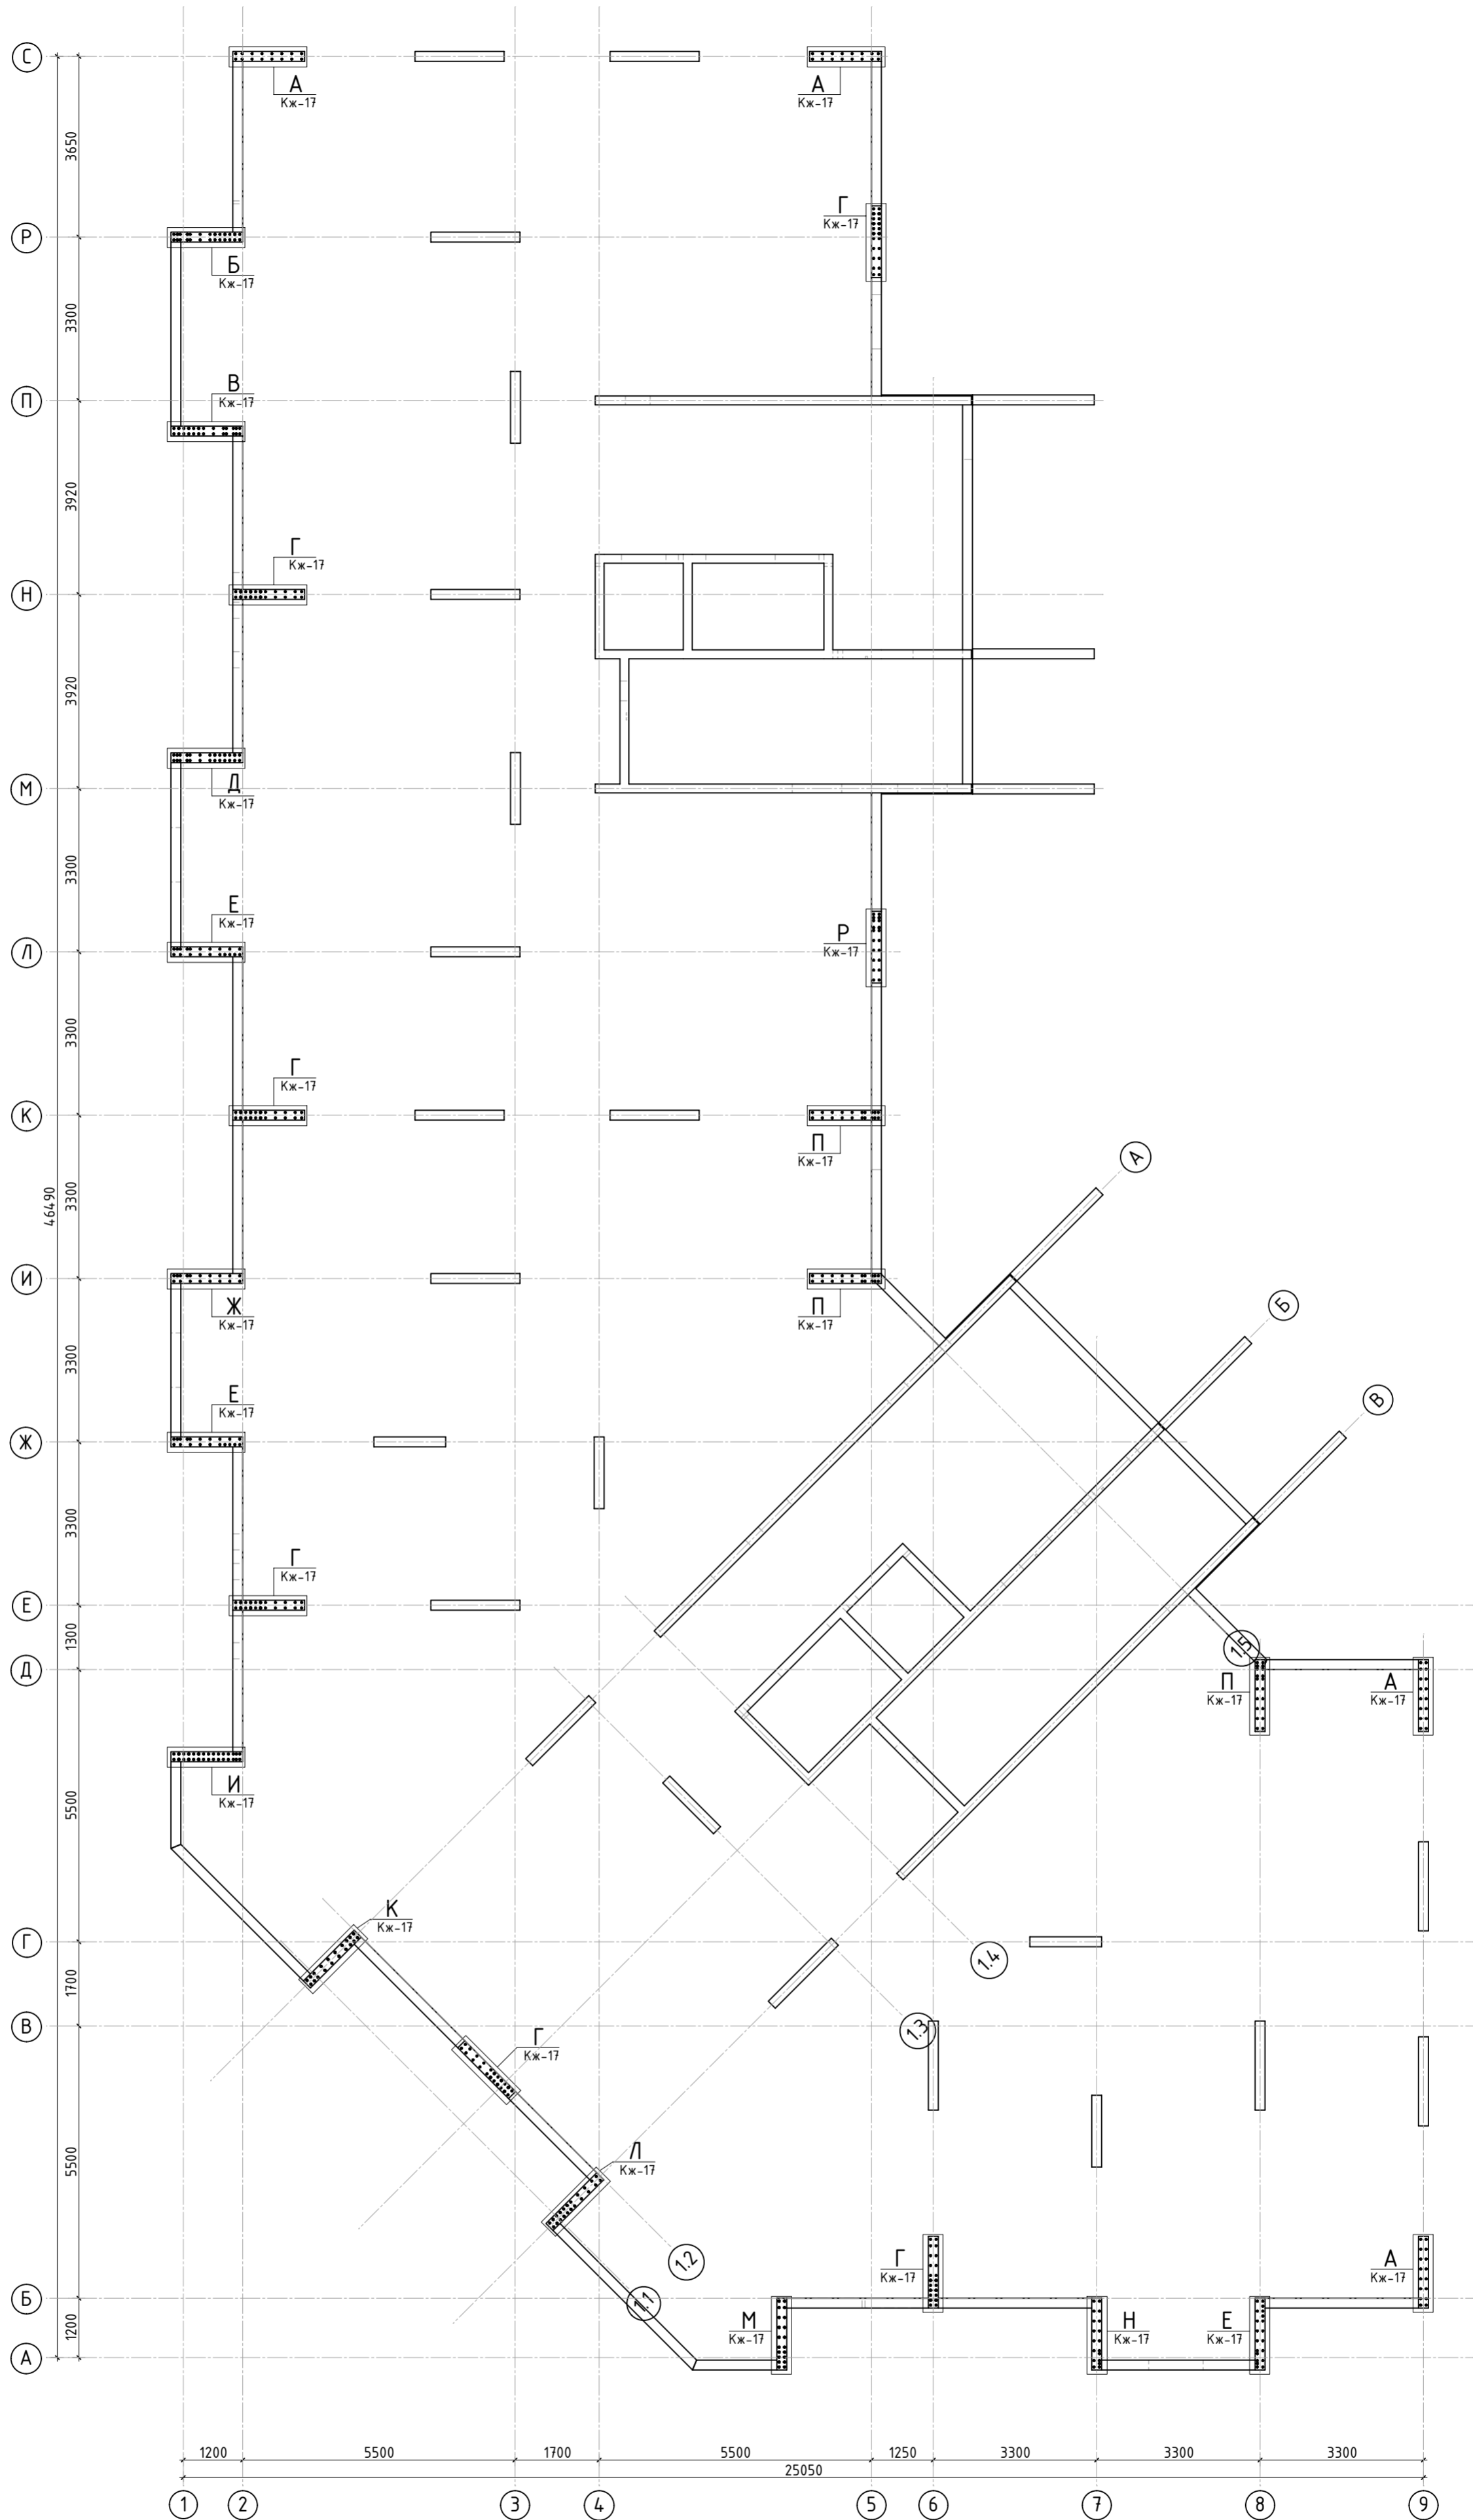 С
А
Кж-17
А
Кж-17
3650
Г
Кж-17
Р
Б
Кж-17
3300
В
Кж-17
П
3920
Г
Кж-17
Н
3920
М
Д
Кж-17
3300
Е
Кж-17
Р
Кж-17
Л
3300
Г
Кж-17
К
П
Кж-17
А
46490
3300
И
Ж
Кж-17
П
Кж-17
Б
3300
Е
Кж-17
В
Ж
3300
Г
Кж-17
Е
1300
1.5
Д
П
Кж-17
А
Кж-17
И
Кж-17
5500
К
Кж-17
Г
1.4
1700
В
1.3
Г
Кж-17
5500
Л
Кж-17
1.2
Г
Кж-17
А
Кж-17
Б
1.1
М
Кж-17
Н
Кж-17
Е
Кж-17
1200
А
1200
5500
1700
5500
1250
3300
3300
3300
25050
1
2
3
4
5
6
7
8
9